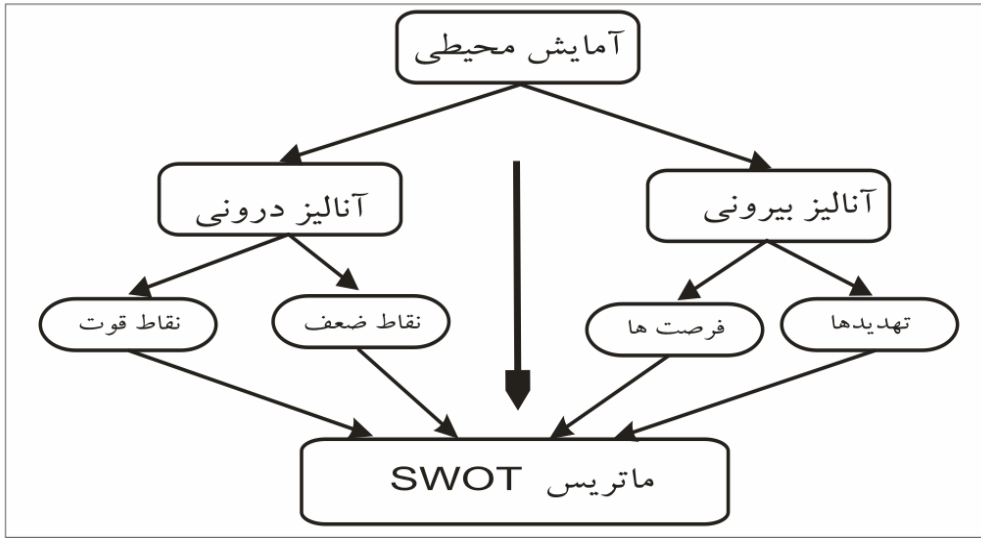 آمایش محیطی
آنالیز بیرونی
آنالیز درونی
تهدیدها
فرصت ها
نقاط ضعف
نقاط قوت
ماتریس SWOT